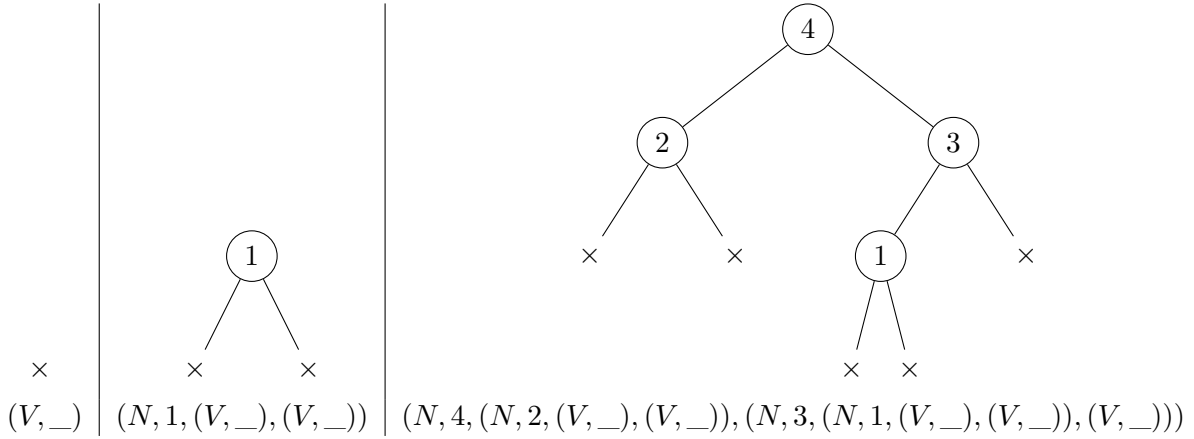 4
2 3
× × 1 ×
1
× × × × ×
(V, _) (N, 1, (V, _), (V, _)) (N, 4, (N, 2, (V, _), (V, _)), (N, 3, (N, 1, (V, _), (V, _)), (V, _)))